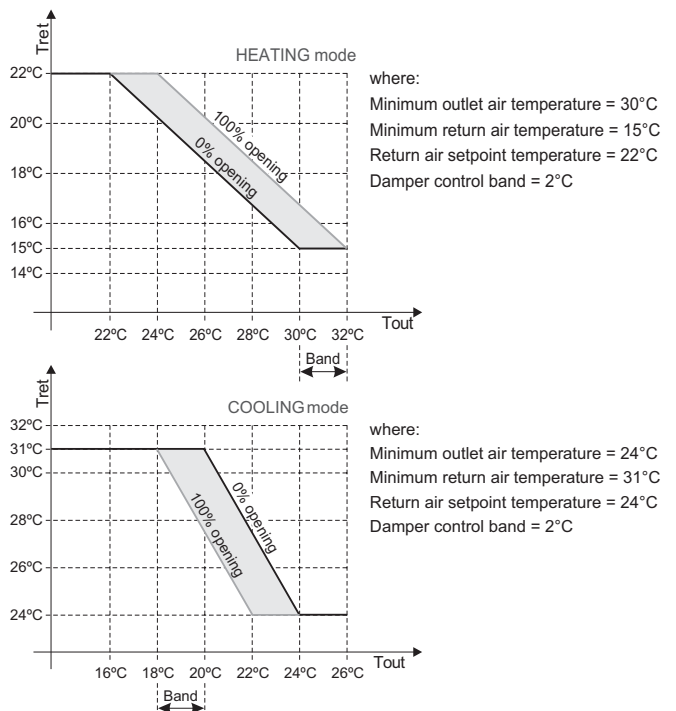 Tret
HEATING mode
22ºC
20ºC
18ºC
16ºC
15ºC
14ºC
100% opening
0% opening
22ºC 24ºC 26ºC 28ºC 30ºC 32ºC
Tout
Band
where:
Minimum outlet air temperature = 30°C
Minimum return air temperature = 15°C
Return air setpoint temperature = 22°C
Damper control band = 2°C
Tret
COOLING mode
32ºC
31ºC
30ºC
28ºC
26ºC
24ºC
0% opening
100% opening
16ºC 18ºC 20ºC 22ºC 24ºC 26ºC
Tout
Band
where:
Minimum outlet air temperature = 24°C
Minimum return air temperature = 31°C
Return air setpoint temperature = 24°C
Damper control band = 2°C